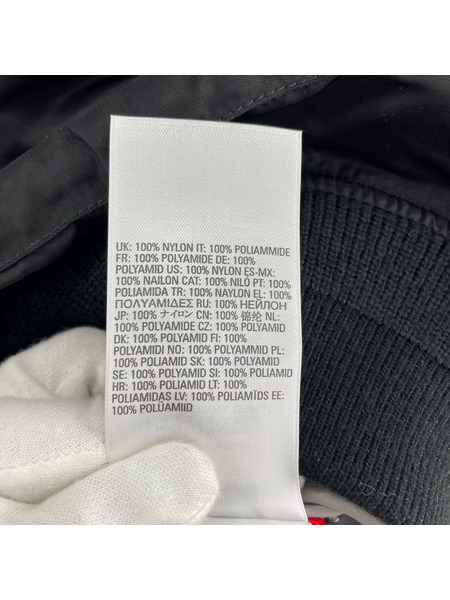 UK: 100% NYLON IT: 100% POLIAMMIDE
FR: 100% POLYAMIDE DE: 100%
POLYAMID US: 100% NYLON ES-MX:
100% NAILON CAT: 100% NILÓ PT: 100%
POLIAMIDA TR: 100% NAYLON EL: 100%
ΠΟΛΥΑΜΙΔΕΣ RU: 100% НЕЙЛОН
JP: 100% ナイロン CN: 100% 锦纶 NL:
100% POLYAMIDE CZ: 100% POLYAMID
DK: 100% POLYAMID FI: 100%
POLYAMIDI NO: 100% POLYAMMID PL:
100% POLIAMID SK: 100% POLYAMID
SE: 100% POLYAMID SI: 100% POLIAMID
HR: 100% POLIAMID LT: 100%
POLIAMIDAS LV: 100% POLIAMĪDS EE:
100% POLÜAMIID